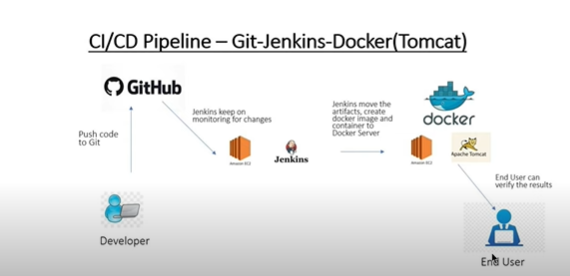 CI/CD Pipeline – Git-Jenkins-Docker(Tomcat)
GitHub
Jenkins keep on
monitoring for changes
Jenkins move the
artifacts, create
docker image and
container to
Docker Server
docker
Push code
to Git
Amazon EC2
Jenkins
Amazon EC2
Apache Tomcat
End User can
verify the results
Developer
End User